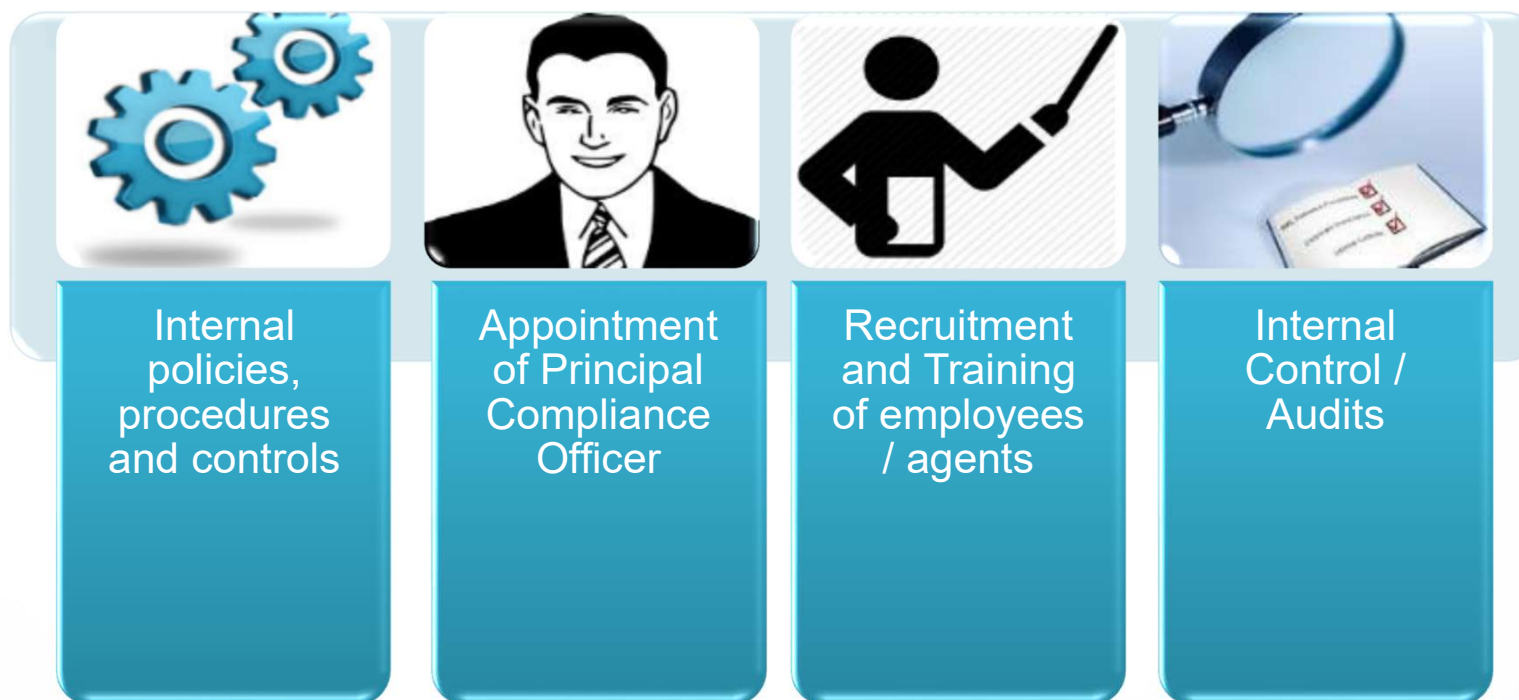 Internal
policies,
procedures
and controls
Appointment
of Principal
Compliance
Officer
Recruitment
and Training
of employees
/ agents
Internal
Control /
Audits